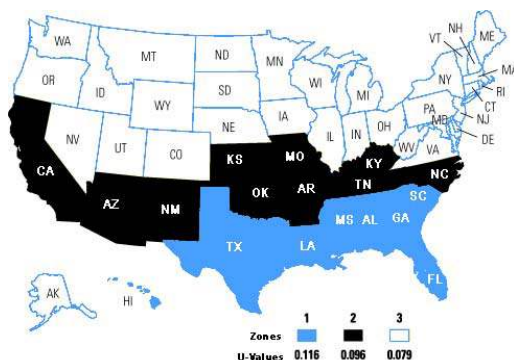 NH
ME
VT
WA
MT
ND
MN
MA
OR
ID
SD
WI
MI
NY
RI
WY
CT
IA
PA
NJ
NV
NE
IL
IN
OH
MD
DE
UT
CO
WV
VA
CA
KS
MO
KY
NC
AZ
NM
OK
AR
TN
SC
MS
AL
GA
TX
LA
FL
AK
HI
1 2 3
Zones
U-Values 0.116 0.096 0.079